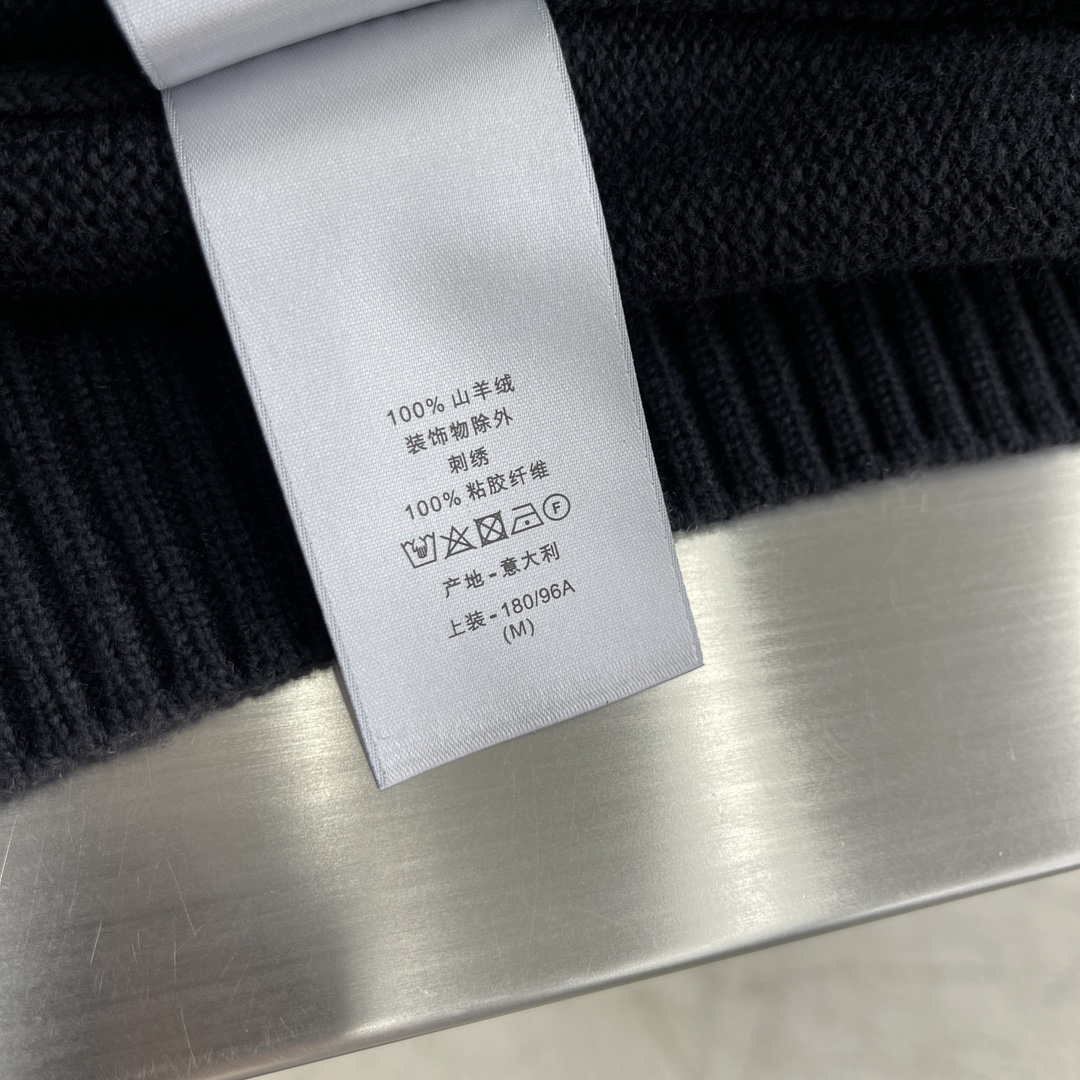 100% 山羊绒
装饰物除外
刺绣
100% 粘胶纤维
F
产地-意大利
上装-180/96A
(M)